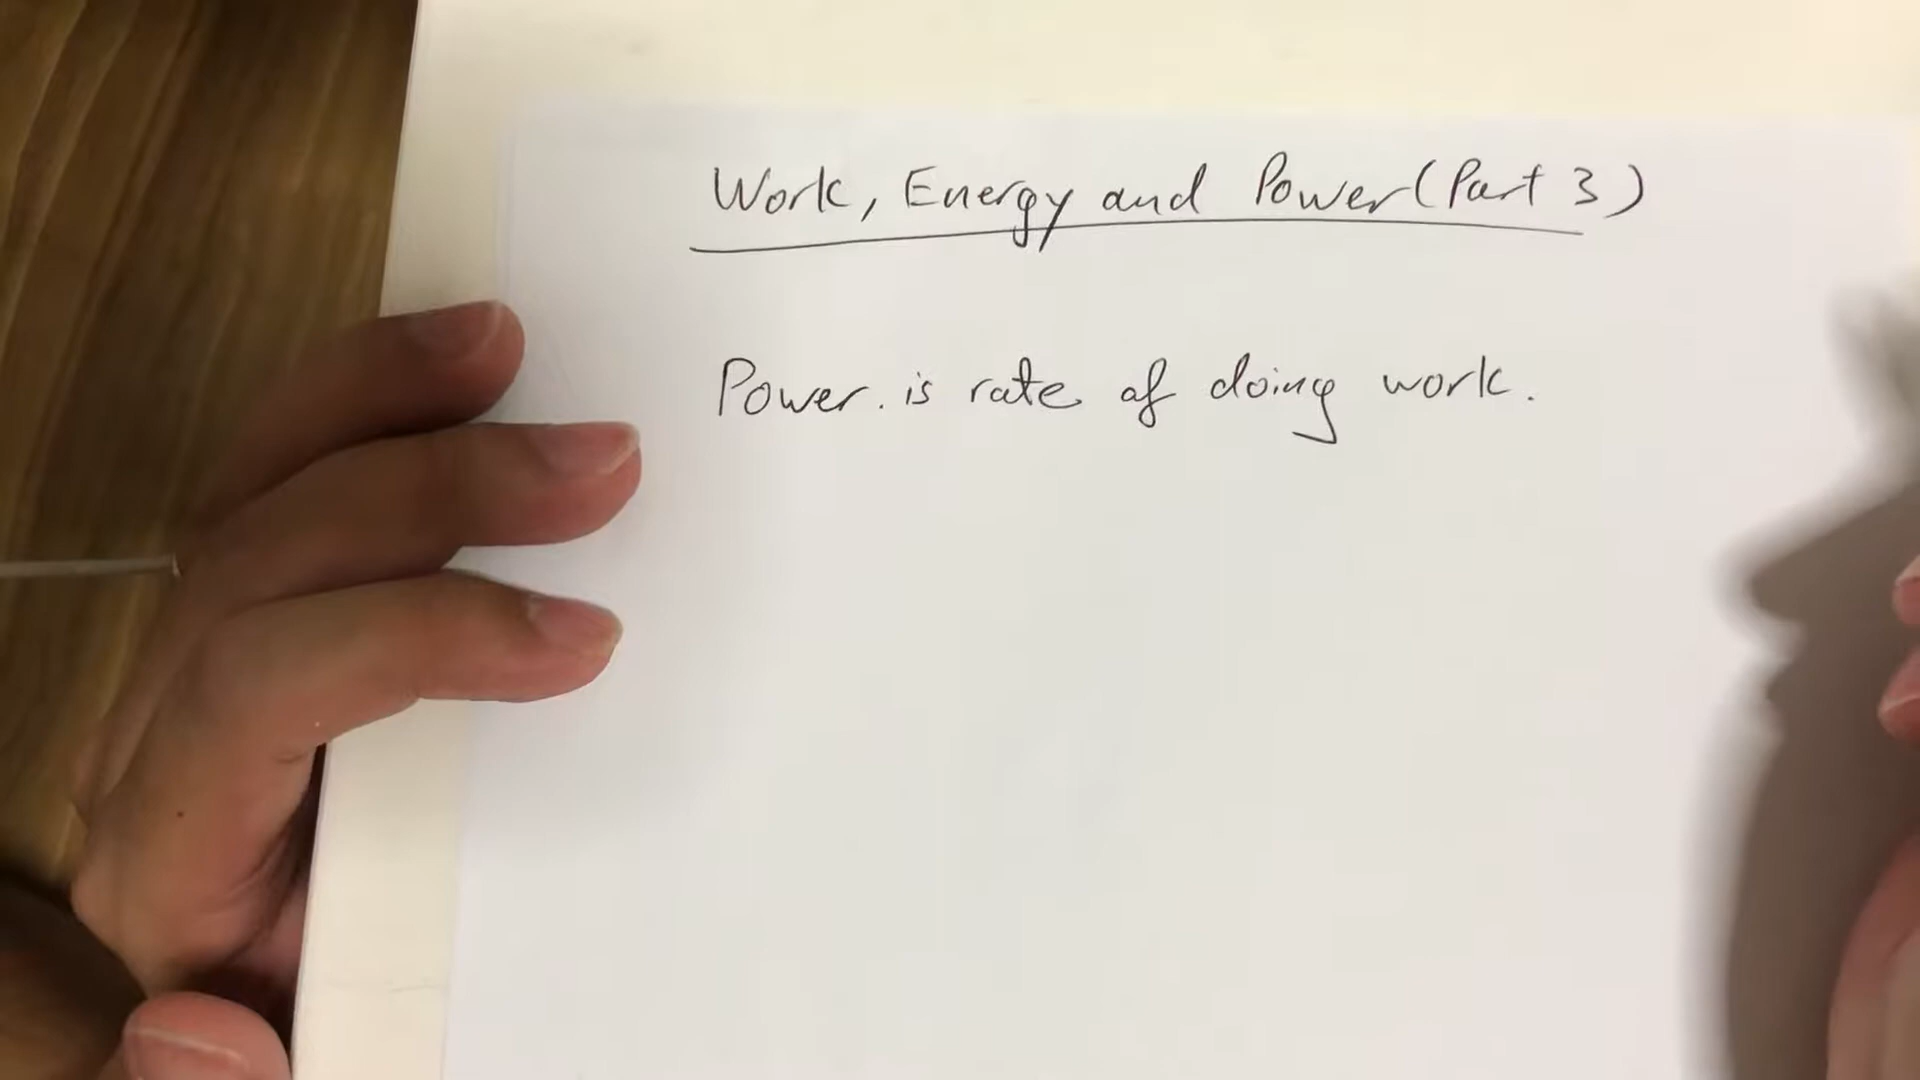 Work, Energy and Power (Part 3)
Power. is rate of doing work.